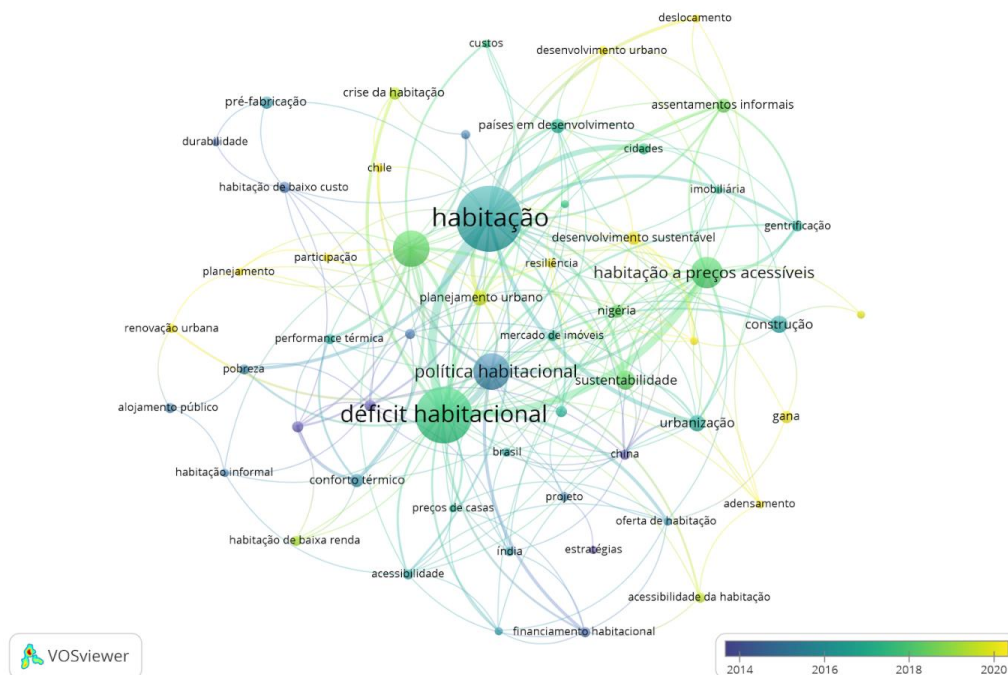 deslocamento
custos
desenvolvimento urbano
crise da habitação
pré-fabricação
assentamentos informais
países em desenvolvimento
durabilidade
cidades
chile
habitação de baixo custo
imobiliária
habitação
gentrificação
desenvolvimento sustentável
participação
resiliência
planejamento
habitação a preços acessíveis
planejamento urbano
nigéria
renovação urbana
construção
performance térmica
mercado de imóveis
pobreza
política habitacional
sustentabilidade
alojamento público
déficit habitacional
gana
urbanização
brasil
china
habitação informal
conforto térmico
projeto
adensamento
preços de casas
oferta de habitação
habitação de baixa renda
índia
estratégias
acessibilidade
acessibilidade da habitação
financiamento habitacional
VOSviewer
2014 2016 2018 2020